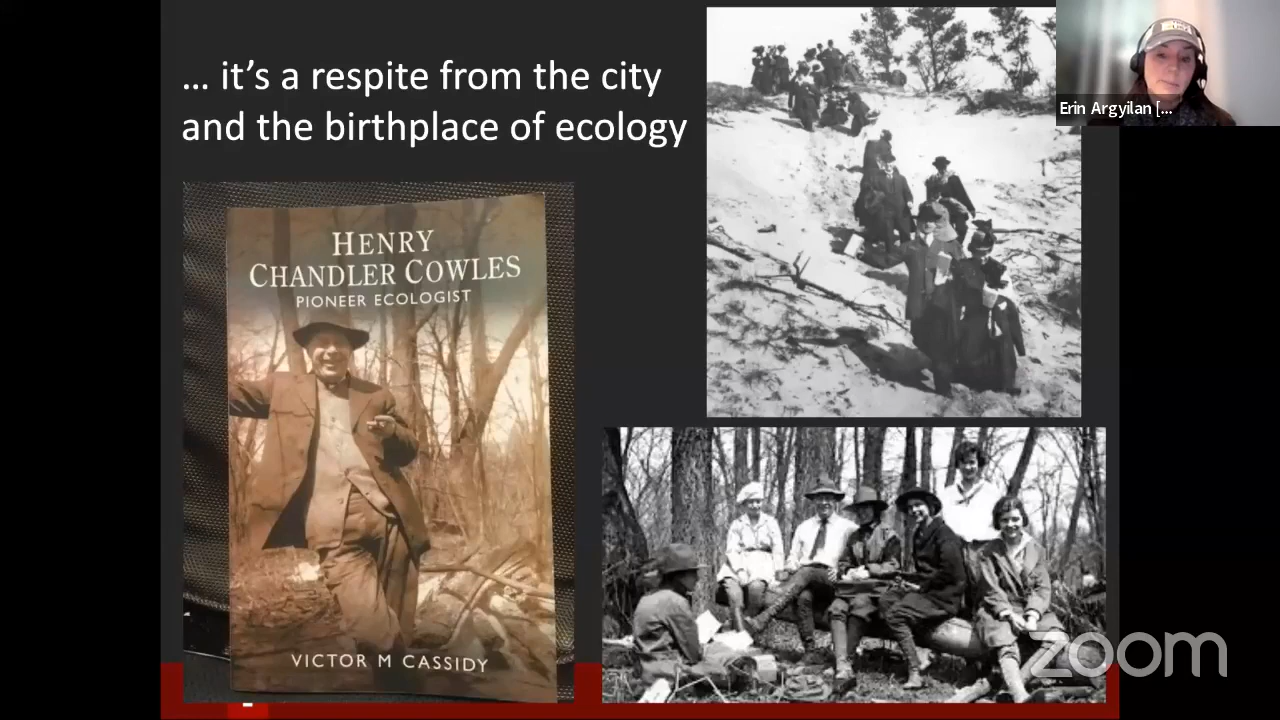 … it's a respite from the city
and the birthplace of ecology
Erin Argyilan [...
HENRY
CHANDLER COWLES
PIONEER ECOLOGIST
VICTOR M CASSIDY
zoom